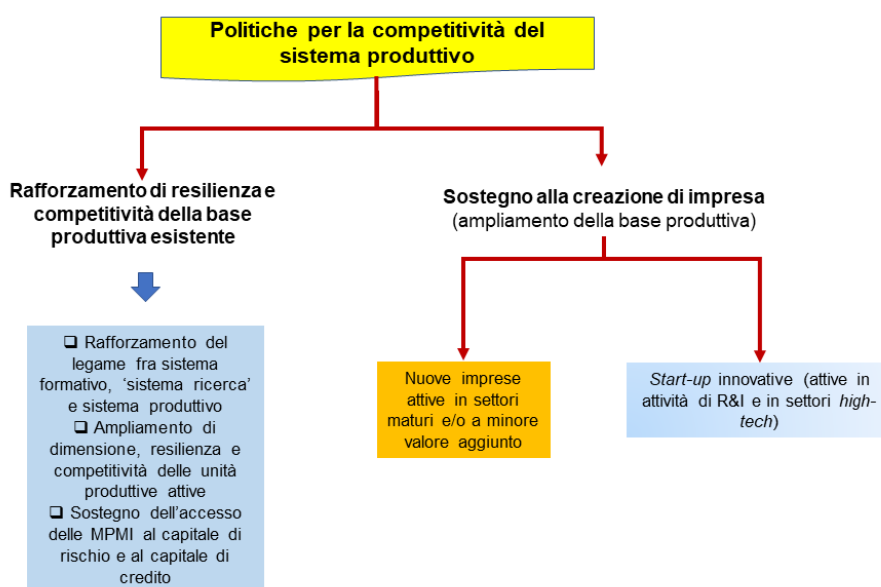 Politiche per la competitività del
sistema produttivo
Rafforzamento di resilienza e
competitività della base
produttiva esistente
Sostegno alla creazione di impresa
(ampliamento della base produttiva)
❑ Rafforzamento del
legame fra sistema
formativo, ‘sistema ricerca’
e sistema produttivo
❑ Ampliamento di
dimensione, resilienza e
competitività delle unità
produttive attive
❑ Sostegno dell’accesso
delle MPMI al capitale di
rischio e al capitale di
credito
Nuove imprese
attive in settori
maturi e/o a minore
valore aggiunto
Start-up innovative (attive in
attività di R&I e in settori high-
tech)